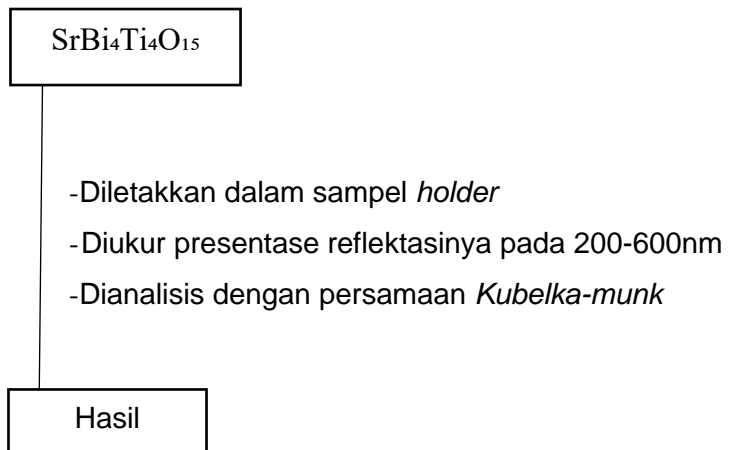 SrBi₄Ti₄O₁₅
-Diletakkan dalam sampel holder
-Diukur presentase reflektasinya pada 200-600nm
-Dianalisis dengan persamaan Kubelka-munk
Hasil